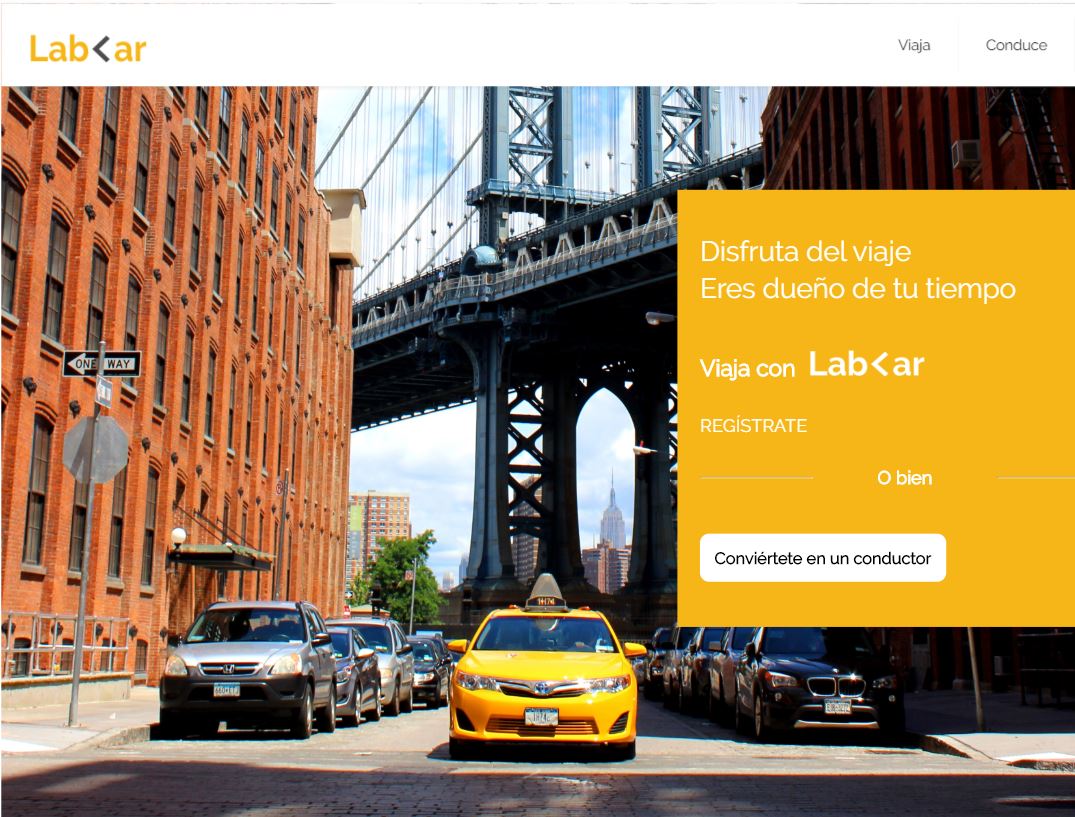 Lab<ar
Viaja
Conduce
Disfruta del viaje
Eres dueño de tu tiempo
Viaja con Lab<ar
REGÍSTRATE
O bien
Conviértete en un conductor
ONE WAY